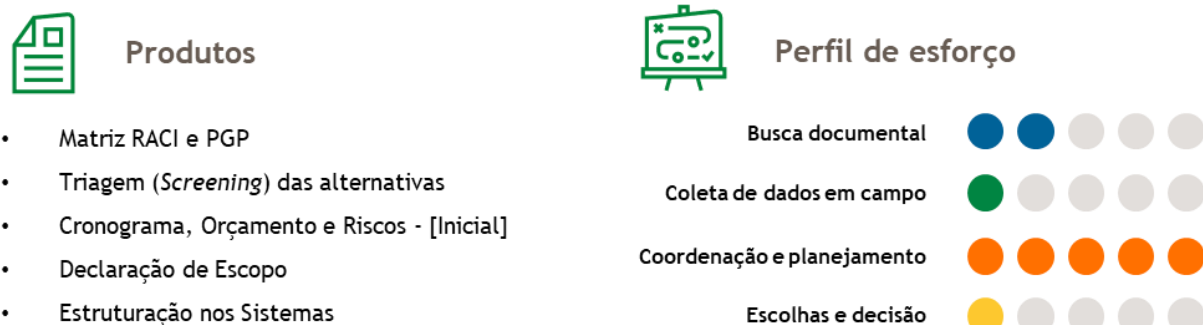 Produtos
• Matriz RACI e PGP
• Triagem (Screening) das alternativas
• Cronograma, Orçamento e Riscos - [Inicial]
• Declaração de Escopo
• Estruturação nos Sistemas
Perfil de esforço
Busca documental
Coleta de dados em campo
Coordenação e planejamento
Escolhas e decisão